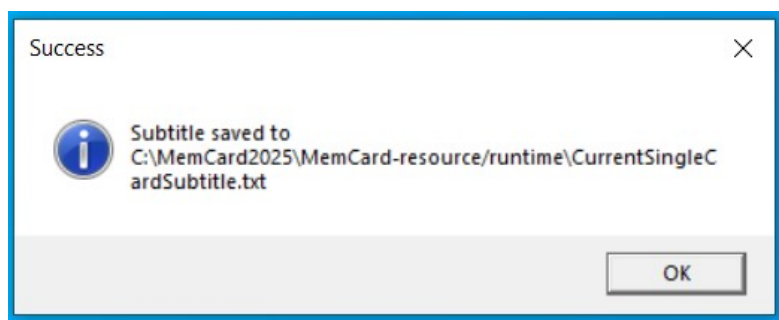 Success
Subtitle saved to
C:\MemCard2025\MemCard-resource/runtime\CurrentSingleC
ardSubtitle.txt
OK